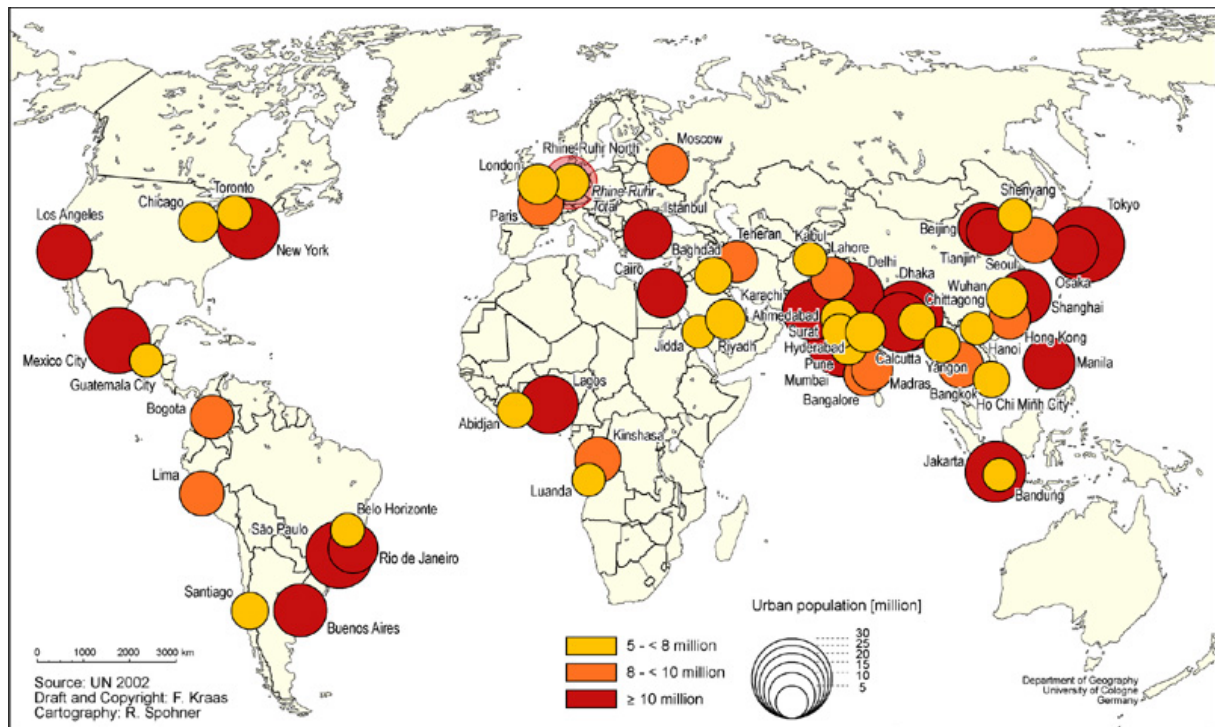 Moscow
Rhine-Ruhr North
London
Rhine-Ruhr
Total
Paris
Istanbul
Toronto
Chicago
Los Angeles
New York
Shenyang
Tokyo
Beijing
Tianjin
Seoul
Osaka
Teheran
Kabul
Baghdad
Lahore
Delhi
Cairo
Dhaka
Wuhan
Chittagong
Shanghai
Karachi
Ahmedabad
Surat
Jidda
Riyadh
Hyderabad
Calcutta
Hanoi
Hong Kong
Pune
Yangon
Manila
Mumbai
Madras
Bangkok
Bangalore
Ho Chi Minh City
Mexico City
Guatemala City
Lagos
Bogota
Abidjan
Kinshasa
Lima
Luanda
Jakarta
Bandung
Belo Horizonte
São Paulo
Rio de Janeiro
Santiago
Buenos Aires
Urban population [million]
30
25
20
15
10
5
5 - < 8 million
8 - < 10 million
≥ 10 million
0 1000 2000 3000 km
Source: UN 2002
Draft and Copyright: F. Kraas
Cartography: R. Spohner
Department of Geography
University of Cologne
Germany